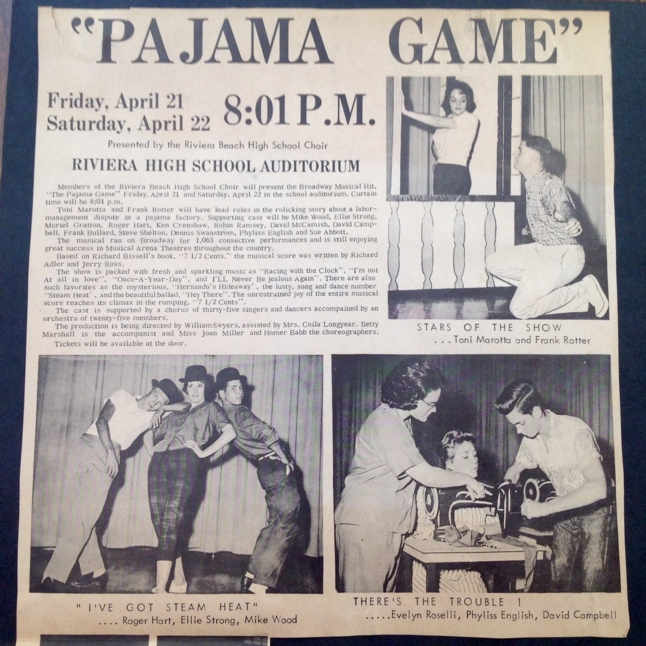 "PAJAMA GAME"
Friday, April 21
Saturday, April 22
8:01 P.M.
Presented by the Riviera Beach High School Choir
RIVIERA HIGH SCHOOL AUDITORIUM
Members of the Riviera Beach High School Choir will present the Broadway Musical Hit,
"The Pajama Game" Friday, April 21 and Saturday, April 22 in the school auditorium. Curtain
time will be 8:01 p.m.
Toni Marotta and Frank Rotter will have lead roles in the rolicking story about a labor-
management dispute in a pajama factory. Supporting cast will be Mike Wood, Ellie Strong,
Muriel Gratton, Roger Hart, Ken Crenshaw, Robin Ramsey, David McCamish, David Camp-
bell, Frank Bullard, Steve Shelton, Dennis Swanstrom, Phyliss English and Sue Abbott.
The musical ran on Broadway for 1,063 consective performances and is still enjoying
great success in Musical Arena Theatres throughout the country.
Based on Richard Bissell's book, "7 1/2 Cents." the musical score was written by Richard
Adler and Jerry Ross.
The show is packed with fresh and sparkling music as "Racing with the Clock", "I'm not
At all in love", "Once-A-Year-Day", and I'LL Never Be jealous Again". There are also
such favorites as the mysterious, "Hernando's Hideaway', the lusty, song and dance number
"Steam Heat', and the beautiful ballad, "Hey There". The unrestrained joy of the entire musical
score reaches its climax in the romping, "7 1/2 Cents".
The cast is supported by a chorus of thirty-five singers and dancers accompained by an
orchestra of twenty-five members.
The production is being directed by William Swyers, assisted by Mrs. Coila Longyear. Betty
Marshall is the accompanist and Miss Joan Miller and Homer Babb the choreographers.
Tickets will be available at the door.
STARS OF THE SHOW
...Toni Marotta and Frank Rotter
"I'VE GOT STEAM HEAT"
.... Roger Hart, Ellie Strong, Mike Wood
THERE'S THE TROUBLE !
.....Evelyn Roselli, Phyliss English, David Campbell